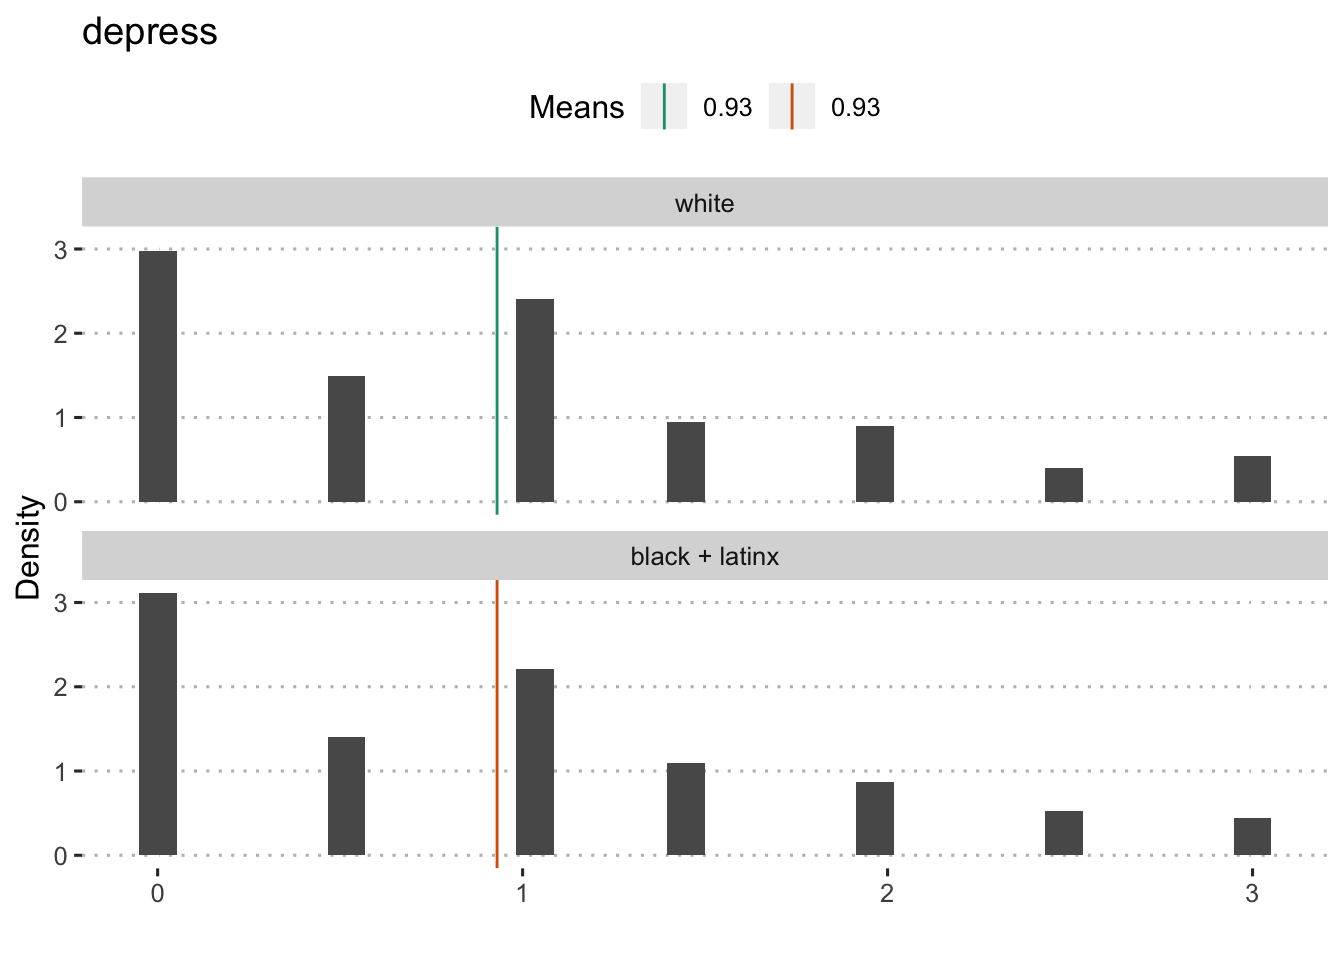 depress
Means 0.93 0.93
white
3
2
1
0
Density
black + latinx
3
2
1
0
0 1 2 3